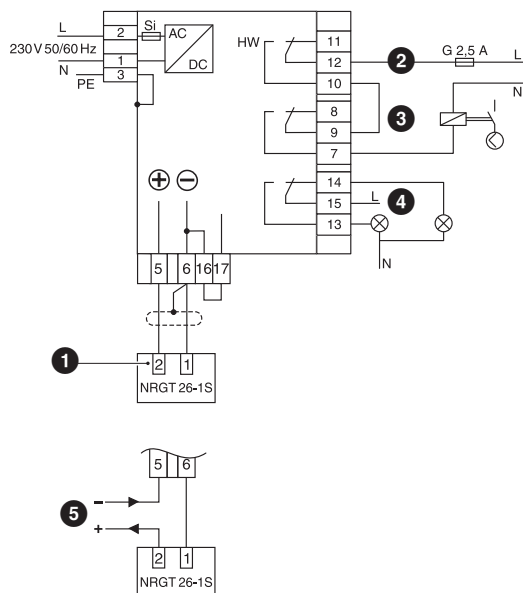 L 2 Si AC
230 V 50/60 Hz
N 1 DC
PE 3
HW 11
12 2 G 2,5 A L
10 N
8 3 I
9
7
14
15 L 4
13
N
+ −
5 6 16 17
1 2 1
NRGT 26-1S
5 6
−
5
+
2 1
NRGT 26-1S